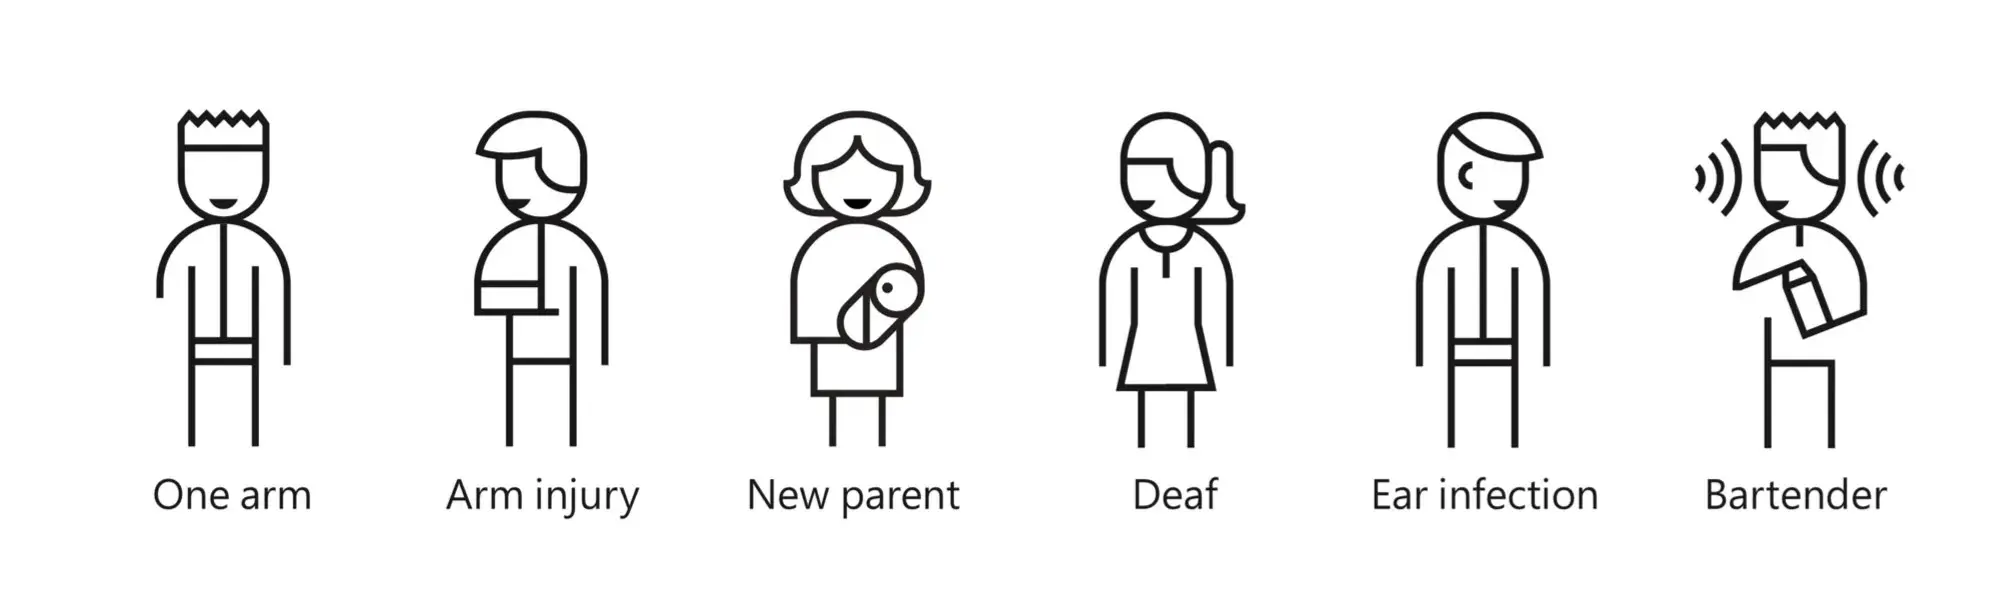 One arm
Arm injury
New parent
Deaf
Ear infection
Bartender